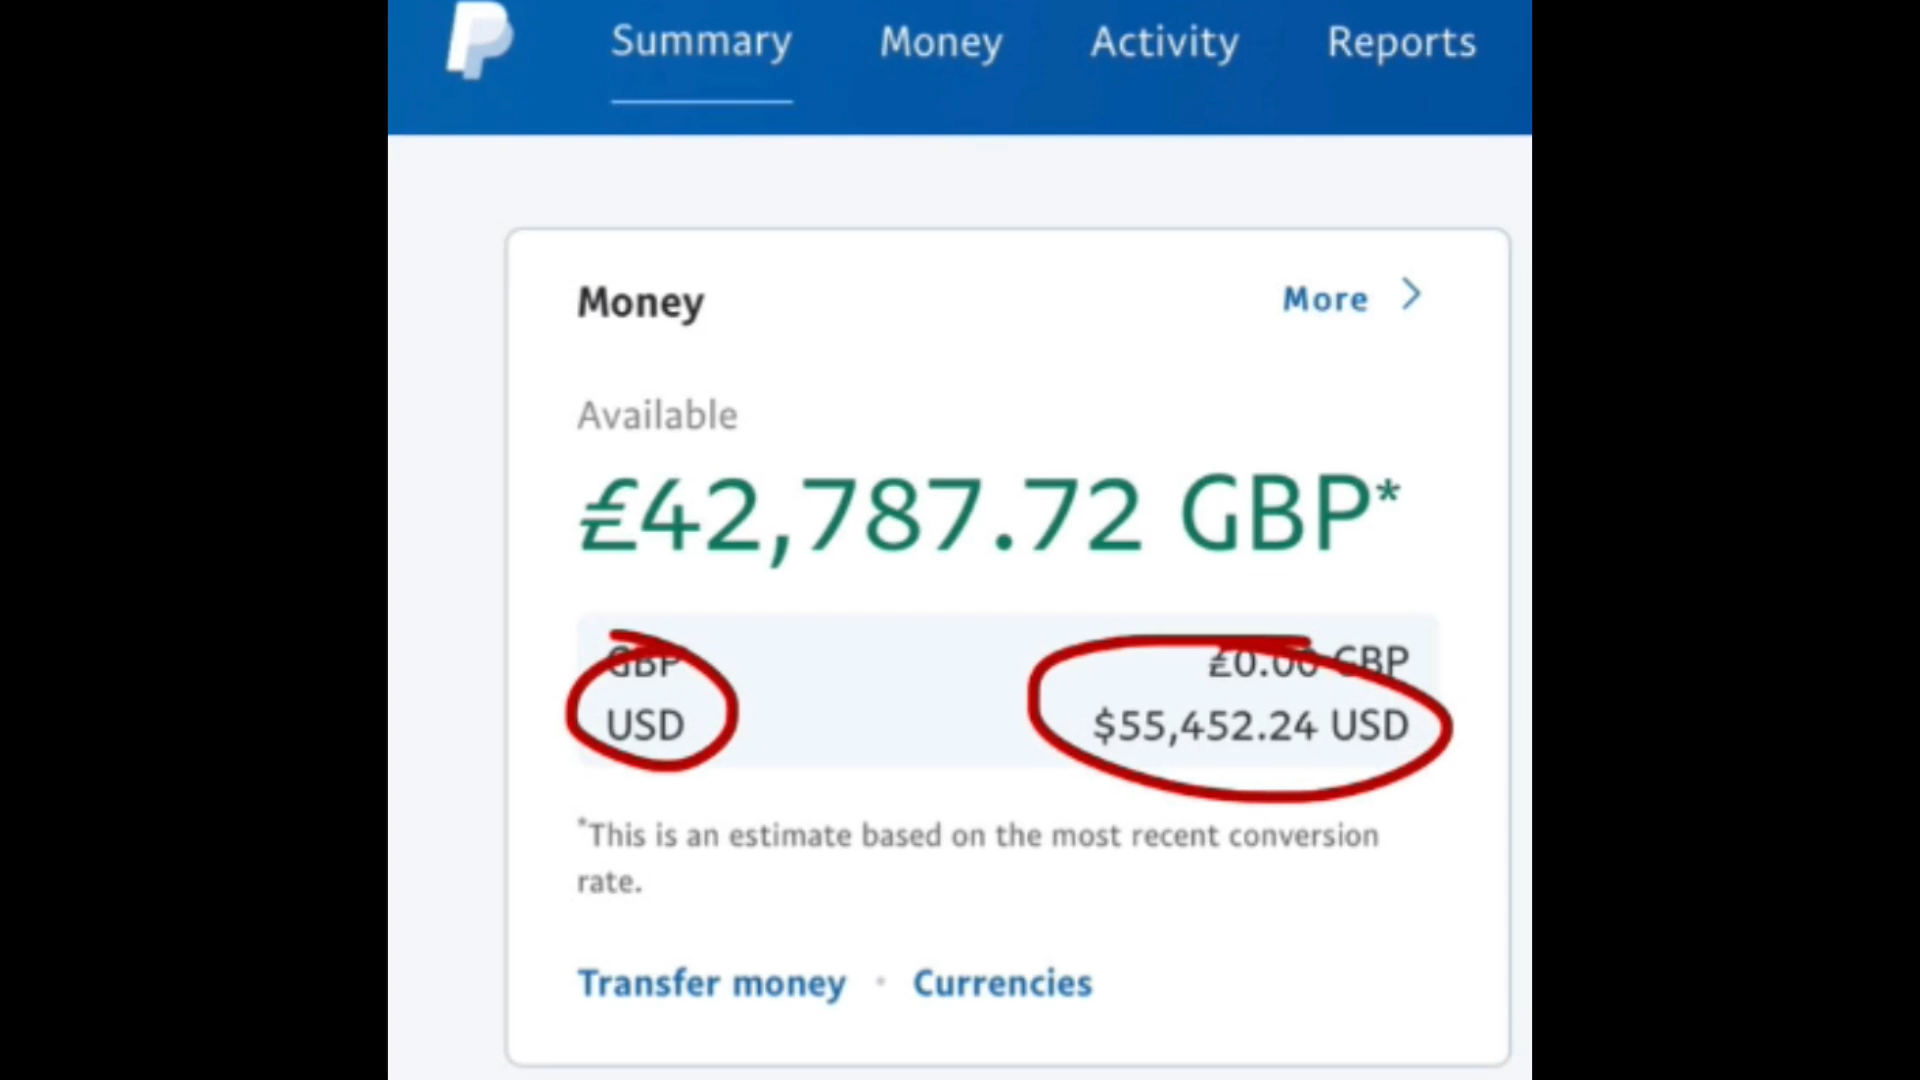 Summary Money Activity Reports
Money More
Available
£42,787.72 GBP*
GBP £0.00 GBP
USD $55,452.24 USD
*This is an estimate based on the most recent conversion
rate.
Transfer money · Currencies